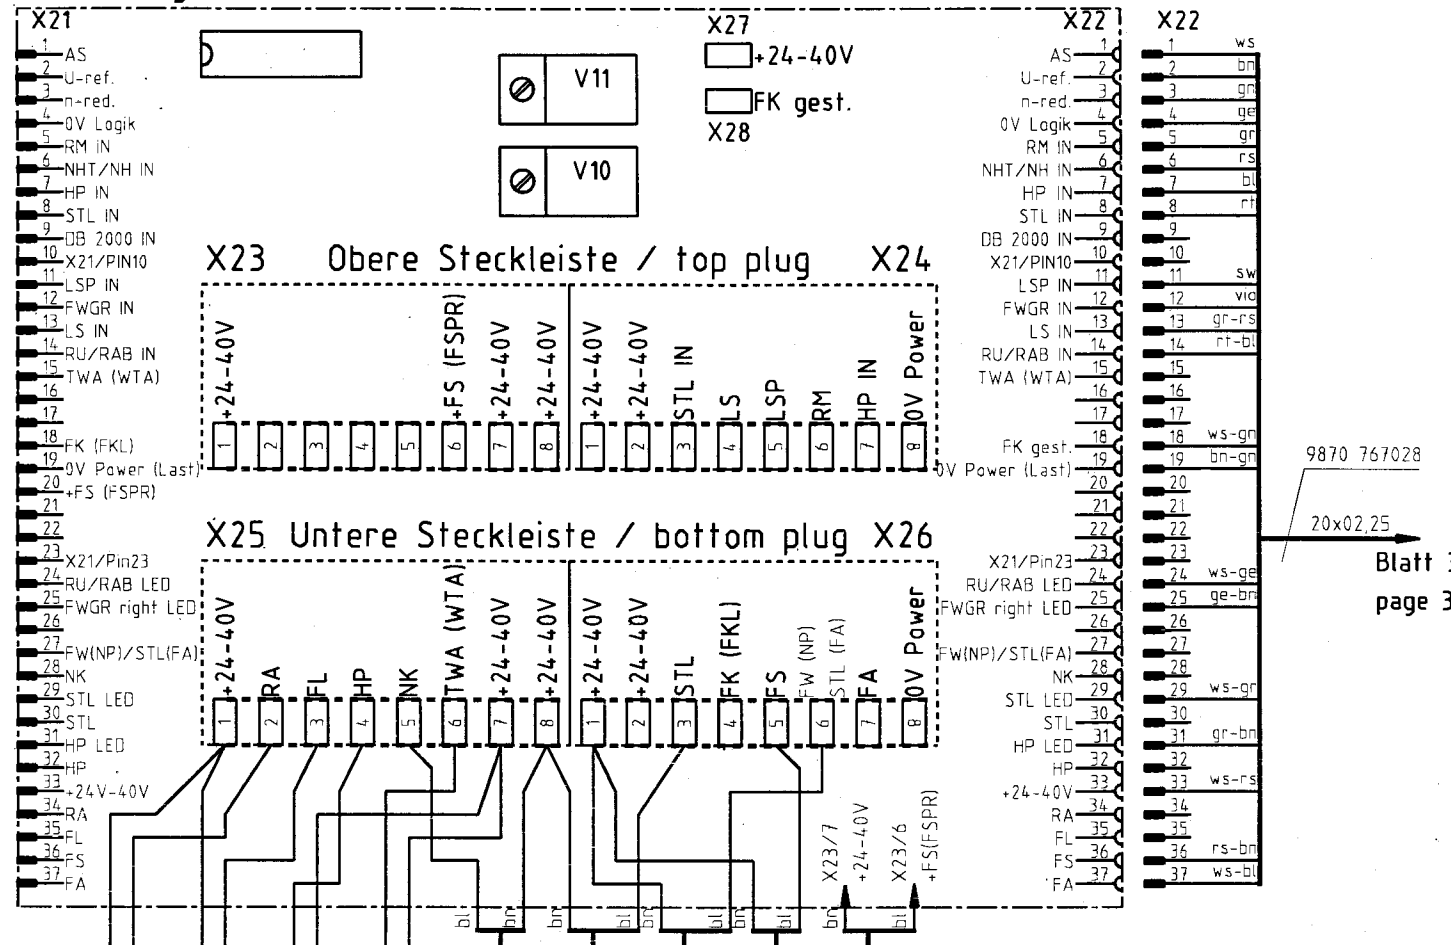 X21
1 AS
2 U-ref.
3 n-red.
4 0V Logik
5 RM IN
6 NHT/NH IN
7 HP IN
8 STL IN
9 DB 2000 IN
10 X21/PIN10
11 LSP IN
12 FWGR IN
13 LS IN
14 RU/RAB IN
15 TWA (WTA)
16
17
18 FK (FKL)
19 0V Power (Last)
20 +FS (FSPR)
21
22
23 X21/Pin23
24 RU/RAB LED
25 FWGR right LED
26
27 FW(NP)/STL(FA)
28 NK
29 STL LED
30 STL
31 HP LED
32 HP
33 +24V-40V
34 RA
35 FL
36 FS
37 FA
V11
V10
X27
+24-40V
FK gest.
X28
X23 Obere Steckleiste / top plug X24
+24-40V
+FS (FSPR)
+24-40V
+24-40V
+24-40V
+24-40V
STL IN
LS
LSP
RM
HP IN
0V Power
1 2 3 4 5 6 7 8 1 2 3 4 5 6 7 8
X25 Untere Steckleiste / bottom plug X26
+24-40V
RA
FL
HP
NK
TWA (WTA)
+24-40V
+24-40V
+24-40V
+24-40V
STL
FK (FKL)
FS
FW (NP)
STL (FA)
FA
0V Power
1 2 3 4 5 6 7 8 1 2 3 4 5 6 7 8
X23/7
+24-40V
X23/6
+FS(FSPR)
bl bn bn bl bl bn bl bn bn bl
X22
AS 1
U-ref. 2
n-red. 3
0V Logik 4
RM IN 5
NHT/NH IN 6
HP IN 7
STL IN 8
DB 2000 IN 9
X21/PIN10 10
LSP IN 11
FWGR IN 12
LS IN 13
RU/RAB IN 14
TWA (WTA) 15
16
17
FK gest. 18
0V Power (Last) 19
20
21
22
X21/Pin23 23
RU/RAB LED 24
FWGR right LED 25
26
FW(NP)/STL(FA) 27
NK 28
STL LED 29
STL 30
HP LED 31
HP 32
+24-40V 33
RA 34
FL 35
FS 36
FA 37
X22
1 ws
2 bn
3 gn
4 ge
5 gr
6 rs
7 bl
8 rt
9
10
11 sw
12 vio
13 gr-rs
14 rt-bl
15
16
17
18 ws-gn
19 bn-gn
20
21
22
23
24 ws-ge
25 ge-bn
26
27
28
29 ws-gr
30
31 gr-bn
32
33 ws-rs
34
35
36 rs-bn
37 ws-bl
9870 767028
20x02,25
Blatt 3
page 3